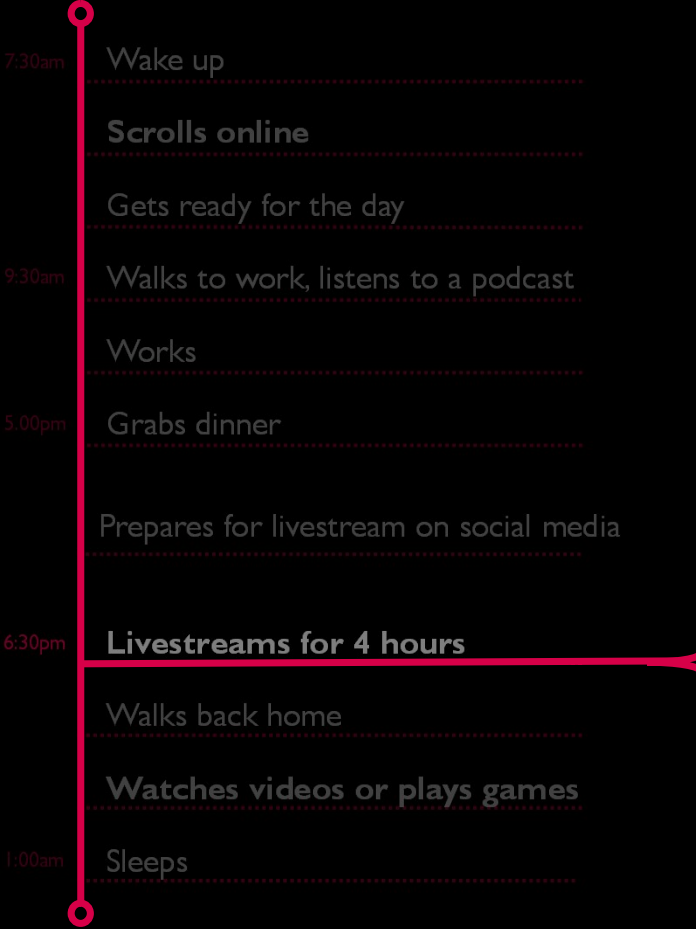 7:30am Wake up
Scrolls online
Gets ready for the day
9:30am Walks to work, listens to a podcast
Works
5.00pm Grabs dinner
Prepares for livestream on social media
6:30pm Livestreams for 4 hours
Walks back home
Watches videos or plays games
1:00am Sleeps